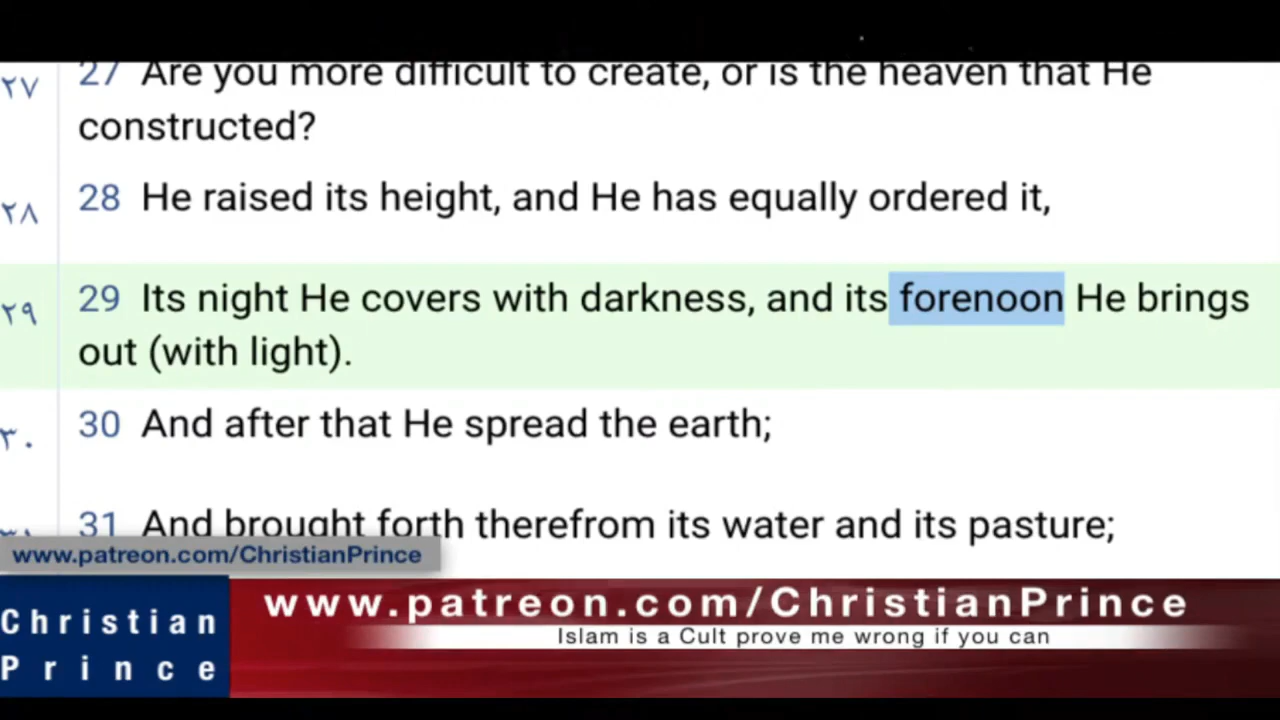 ٢٧ 27 Are you more difficult to create, or is the heaven that He
constructed?
٢٨ 28 He raised its height, and He has equally ordered it,
٢٩ 29 Its night He covers with darkness, and its forenoon He brings
out (with light).
٣٠ 30 And after that He spread the earth;
31 And brought forth therefrom its water and its pasture;
www.patreon.com/ChristianPrince
Christian
Prince
www.patreon.com/ChristianPrince
Islam is a Cult prove me wrong if you can